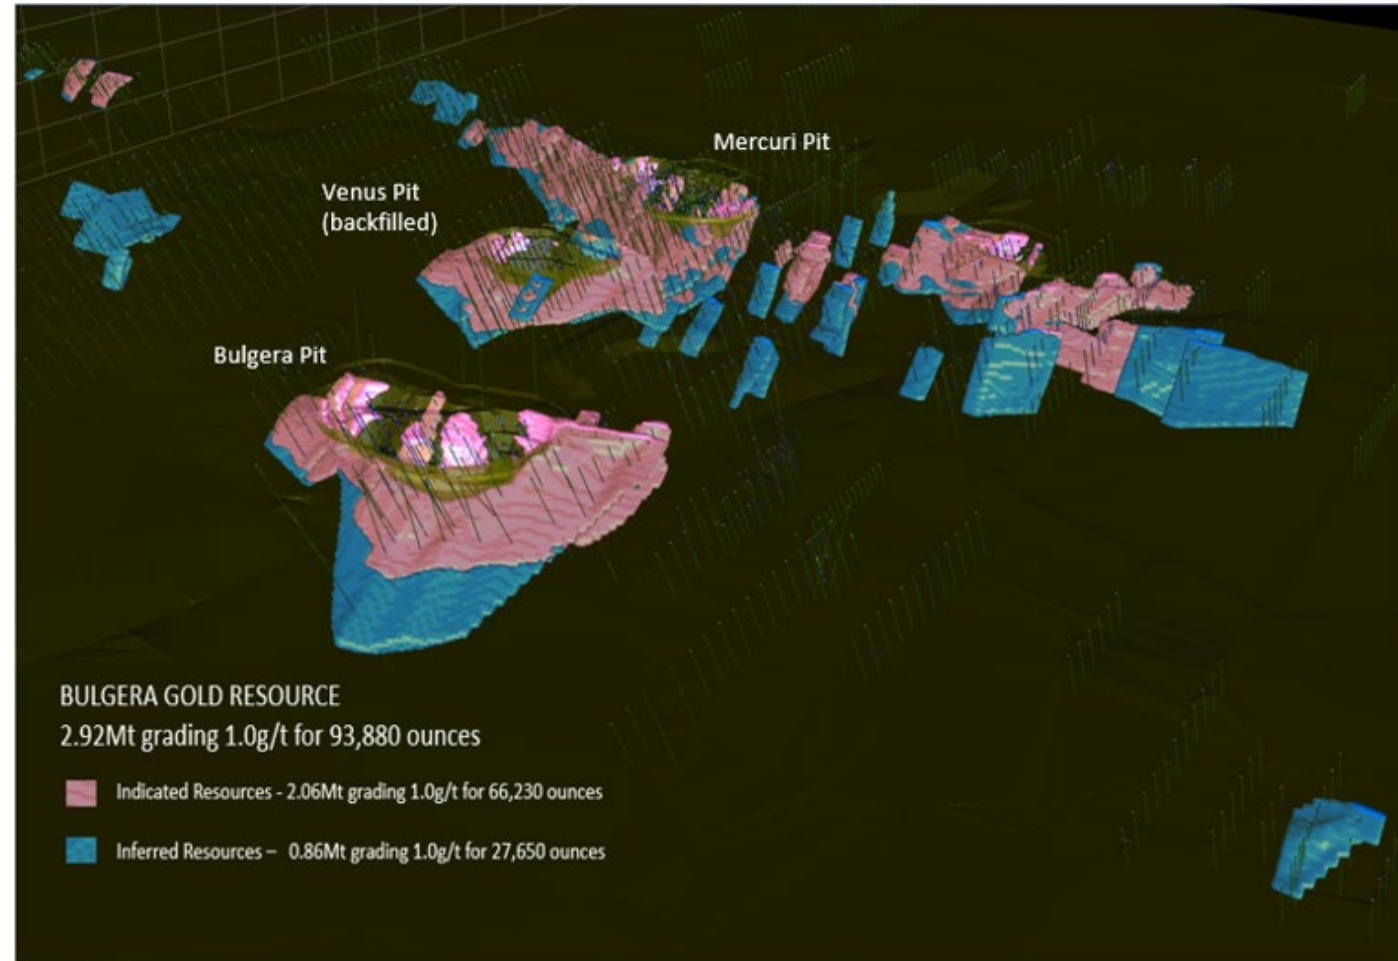 Mercuri Pit
Venus Pit
(backfilled)
Bulgera Pit
BULGERA GOLD RESOURCE
2.92Mt grading 1.0g/t for 93,880 ounces
Indicated Resources - 2.06Mt grading 1.0g/t for 66,230 ounces
Inferred Resources – 0.86Mt grading 1.0g/t for 27,650 ounces